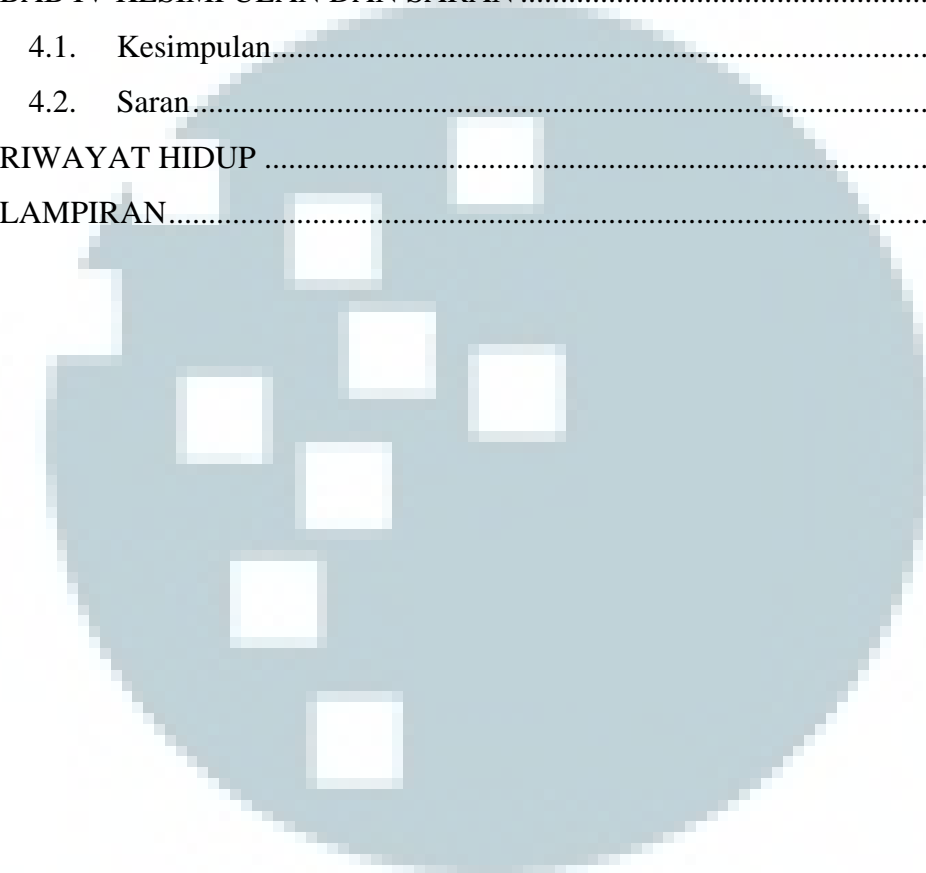 BAB IV KESIMPULAN DAN SARAN ........................................................
4.1. Kesimpulan....................................................................................
4.2. Saran..............................................................................................
RIWAYAT HIDUP ....................................................................................
LAMPIRAN................................................................................................